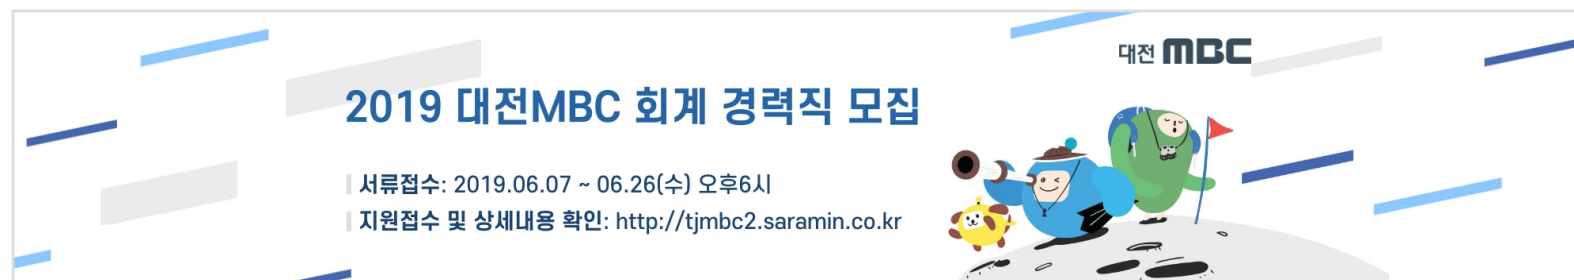 대전 MBC
2019 대전MBC 회계 경력직 모집
서류접수: 2019.06.07 ~ 06.26(수) 오후6시
지원접수 및 상세내용 확인: http://tjmbc2.saramin.co.kr